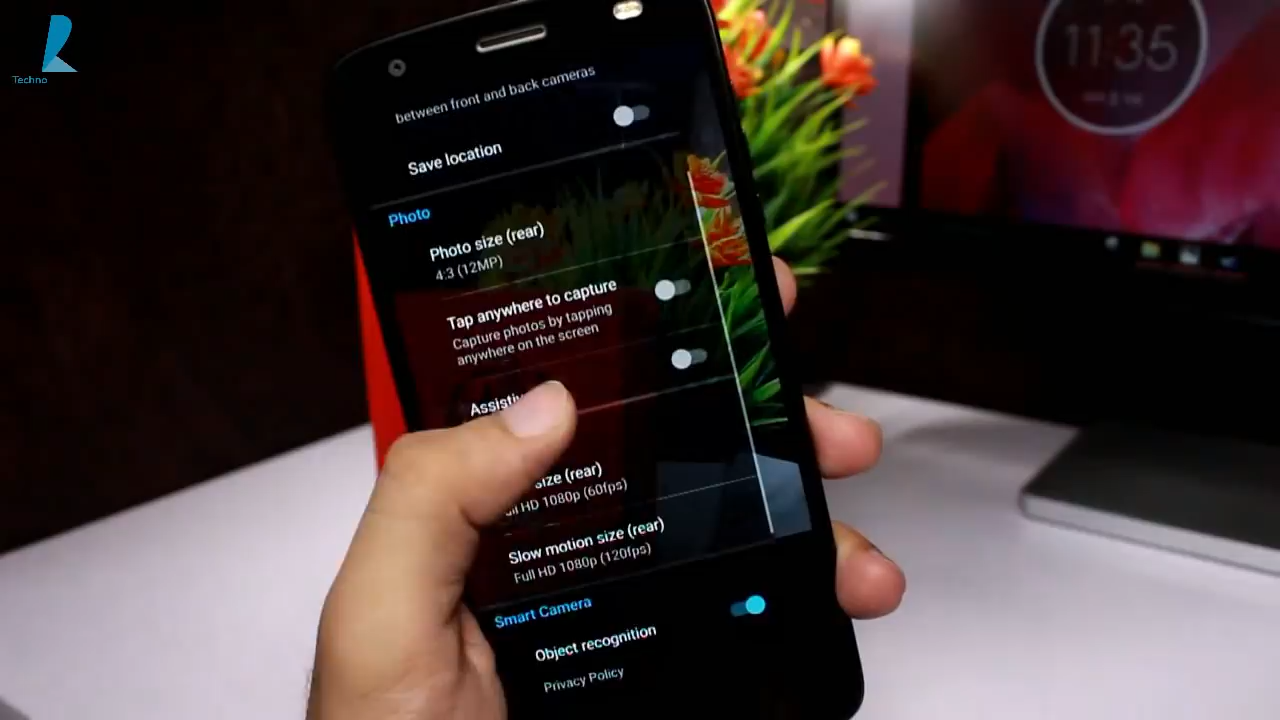 Techno
11:35
between front and back cameras
Save location
Photo
Photo size (rear)
4:3 (12MP)
Tap anywhere to capture
Capture photos by tapping
anywhere on the screen
size (rear)
HD 1080p (60fps)
Slow motion size (rear)
Full HD 1080p (120fps)
Smart Camera
Object recognition
Privacy Policy